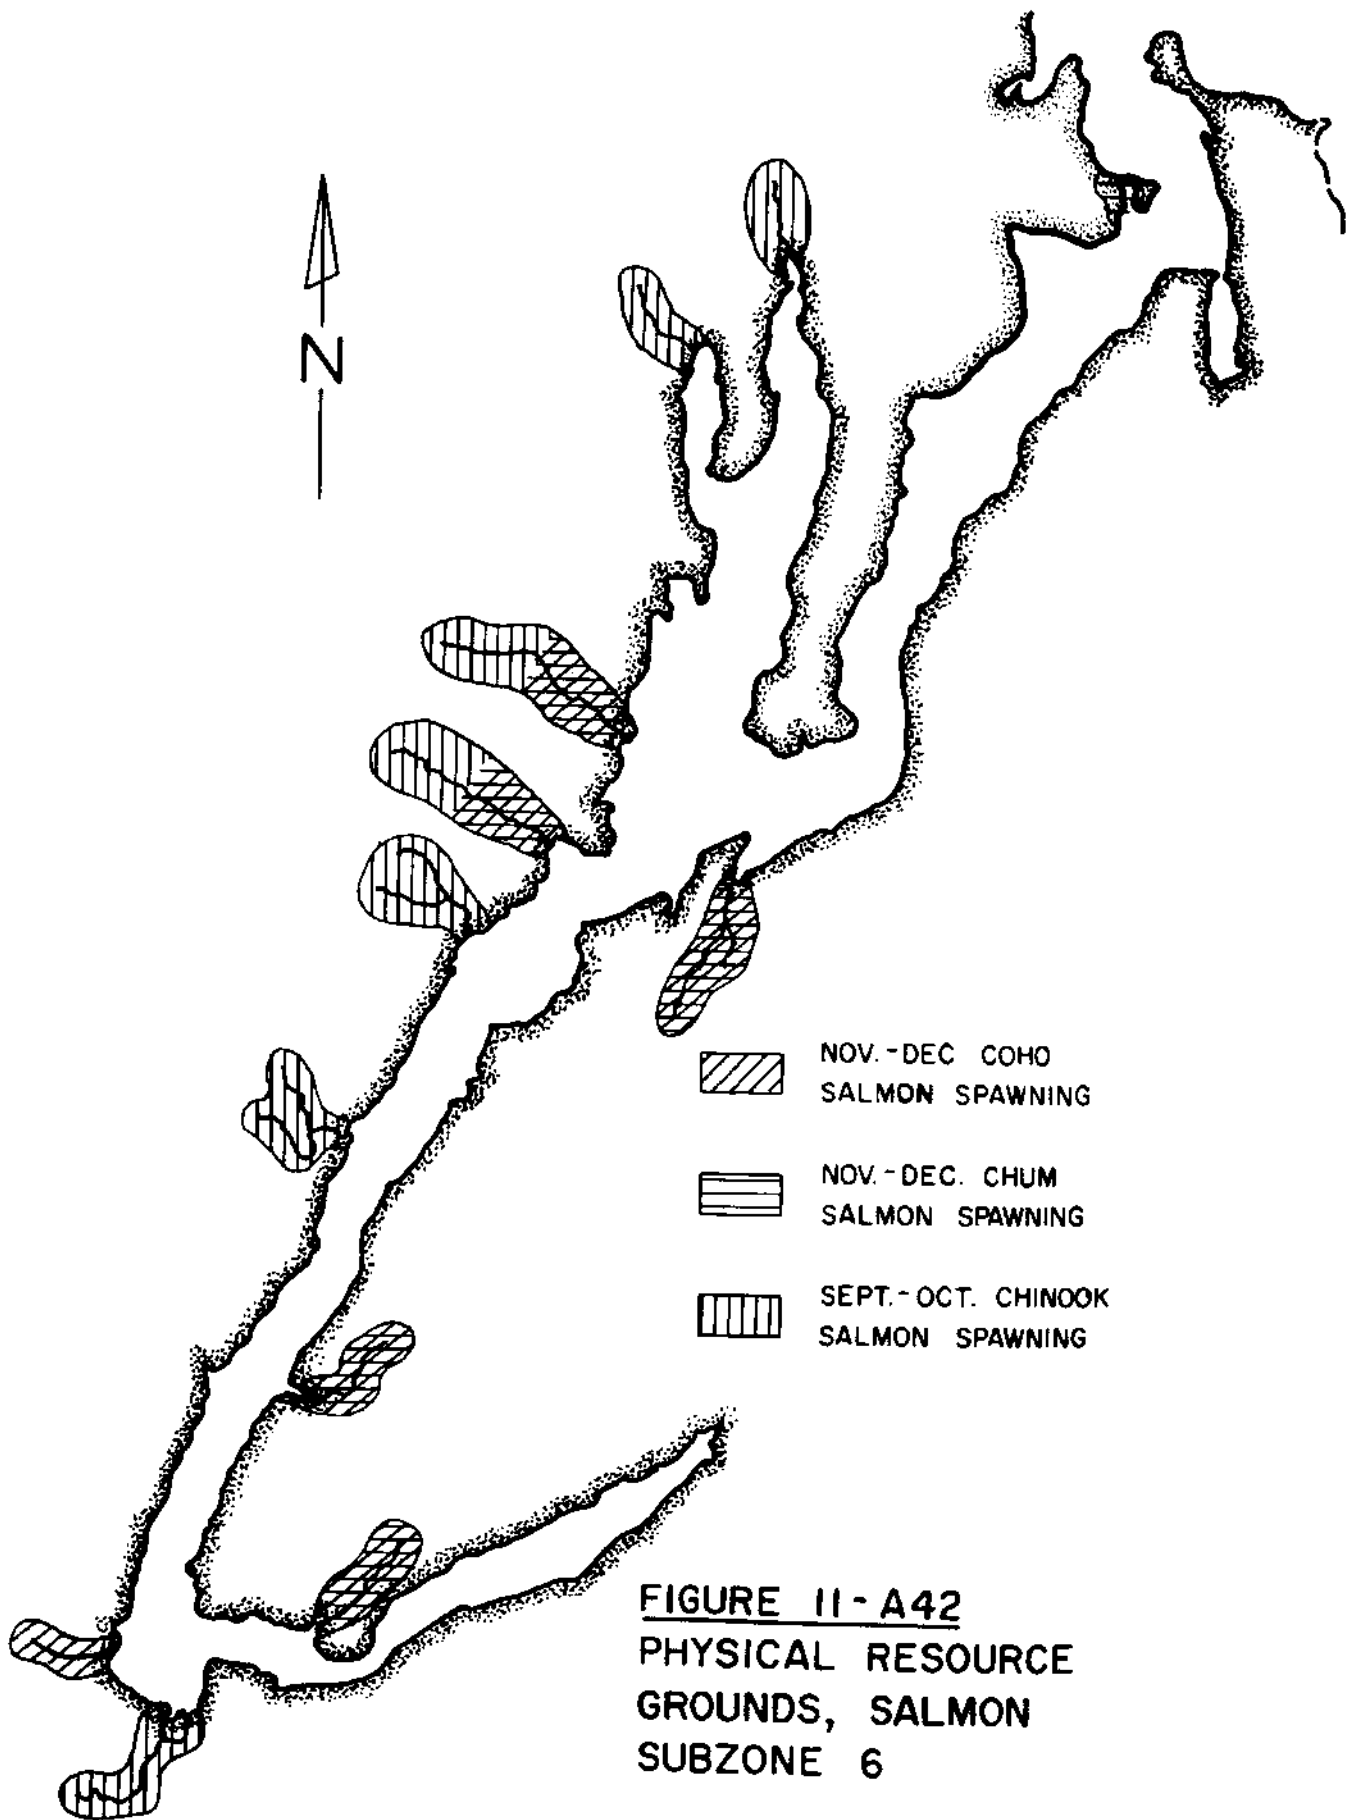 N
NOV.-DEC COHO
SALMON SPAWNING
NOV.-DEC. CHUM
SALMON SPAWNING
SEPT.-OCT. CHINOOK
SALMON SPAWNING
FIGURE 11-A42
PHYSICAL RESOURCE
GROUNDS, SALMON
SUBZONE 6